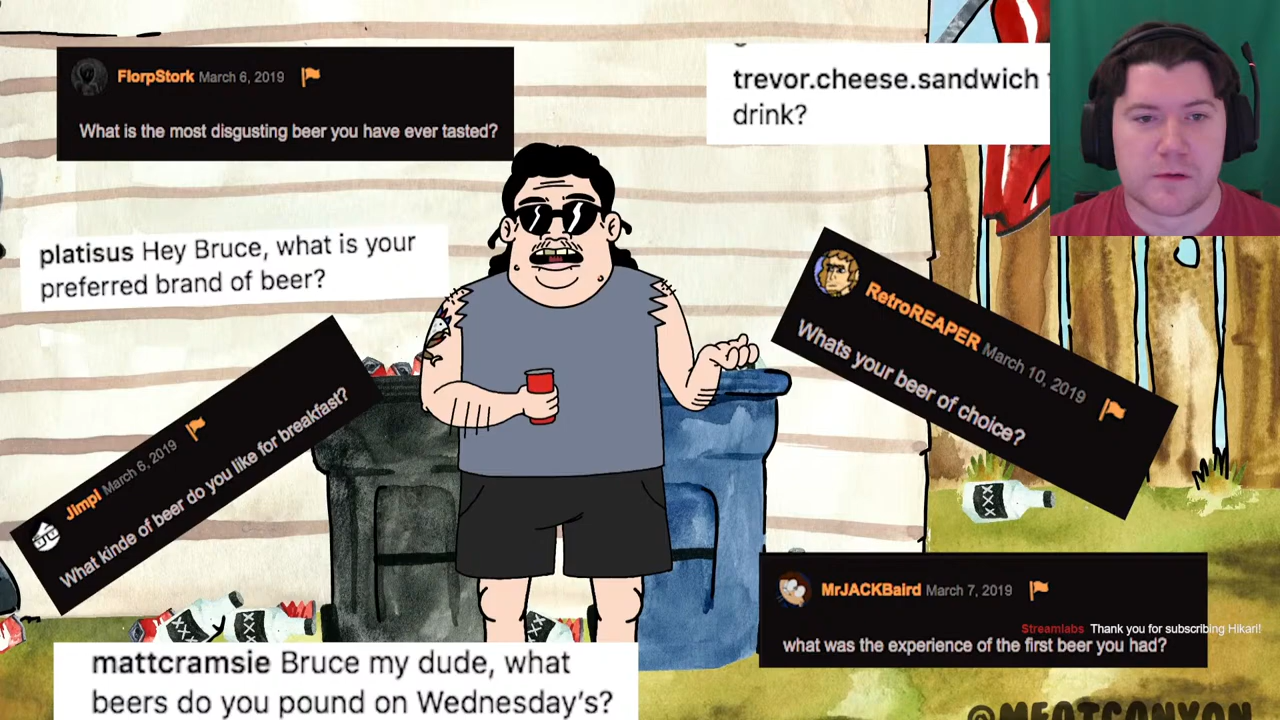 FlorpStork March 6, 2019
What is the most disgusting beer you have ever tasted?
trevor.cheese.sandwich
drink?
platisus Hey Bruce, what is your
preferred brand of beer?
RetroREAPER March 10, 2019
Whats your beer of choice?
Jimpl March 6, 2019
What kinde of beer do you like for breakfast?
XXX
XXX
XXX
MrJACKBaird March 7, 2019
Streamlabs Thank you for subscribing Hikari!
what was the experience of the first beer you had?
mattcramsie Bruce my dude, what
beers do you pound on Wednesday's?
@MEATCANYON